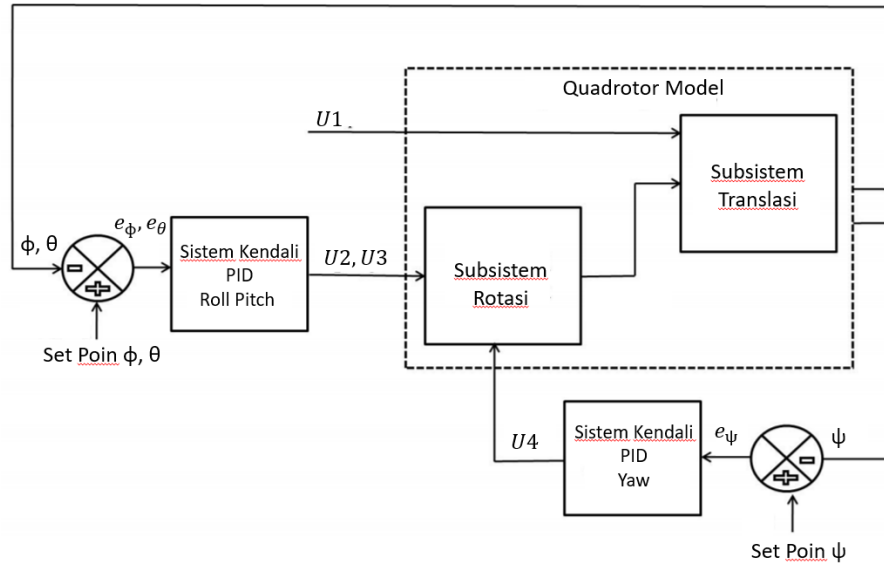 Quadrotor Model
U1
Subsistem
Translasi
ϕ, θ
e_ϕ, e_θ
Sistem Kendali
PID
Roll Pitch
U2, U3
Subsistem
Rotasi
Set Poin ϕ, θ
U4
Sistem Kendali
PID
Yaw
e_ψ
ψ
Set Poin ψ